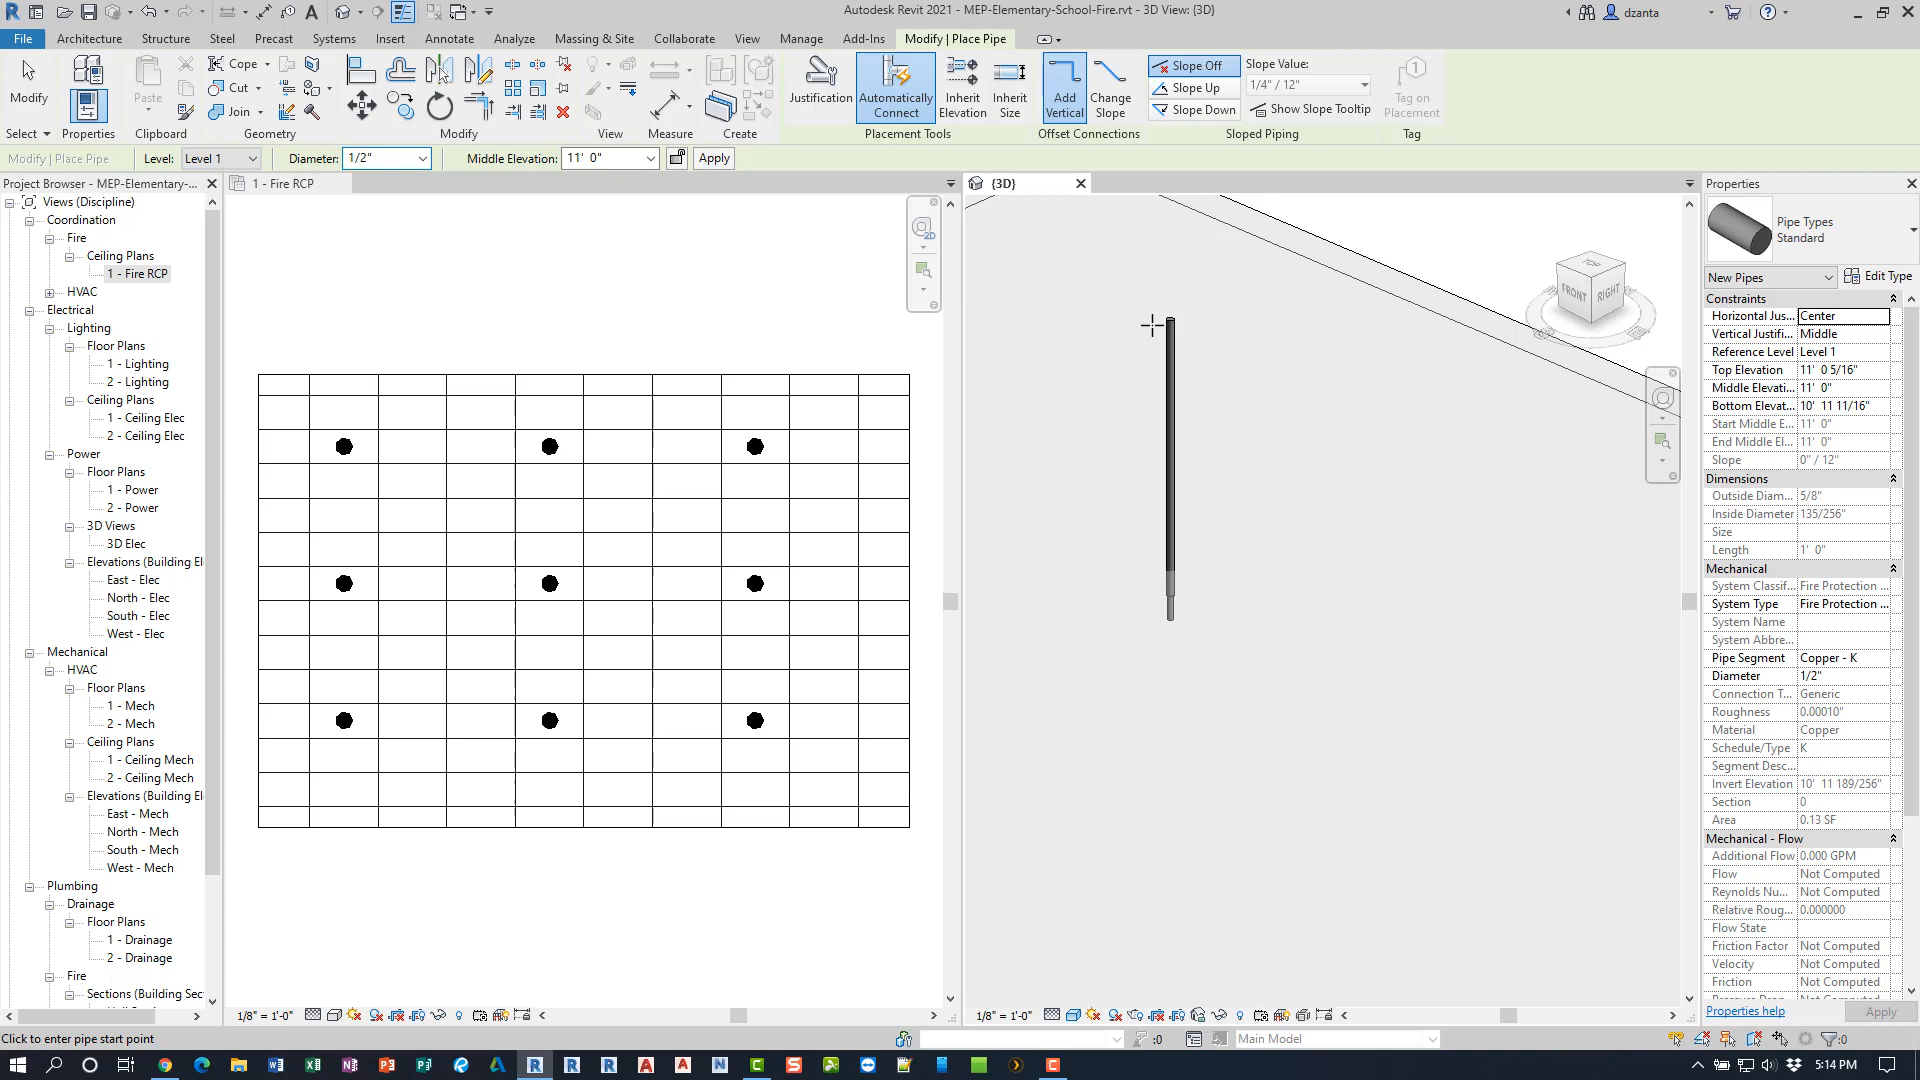 Autodesk Revit 2021 - MEP-Elementary-School-Fire.rvt - 3D View: {3D}
dzanta
File Architecture Structure Steel Precast Systems Insert Annotate Analyze Massing & Site Collaborate View Manage Add-Ins Modify | Place Pipe
Modify
Select
Properties
Paste
Clipboard
Cope
Cut
Join
Geometry
Modify
View
Measure
Create
Justification
Automatically Connect
Inherit Elevation
Inherit Size
Placement Tools
Add Vertical
Change Slope
Offset Connections
Slope Off
Slope Up
Slope Down
Slope Value:
1/4" / 12"
Show Slope Tooltip
Sloped Piping
Tag on Placement
Tag
Modify | Place Pipe Level: Level 1 Diameter: 1/2" Middle Elevation: 11' 0" Apply
Project Browser - MEP-Elementary-...
Views (Discipline)
Coordination
Fire
Ceiling Plans
1 - Fire RCP
HVAC
Electrical
Lighting
Floor Plans
1 - Lighting
2 - Lighting
Ceiling Plans
1 - Ceiling Elec
2 - Ceiling Elec
Power
Floor Plans
1 - Power
2 - Power
3D Views
3D Elec
Elevations (Building El
East - Elec
North - Elec
South - Elec
West - Elec
Mechanical
HVAC
Floor Plans
1 - Mech
2 - Mech
Ceiling Plans
1 - Ceiling Mech
2 - Ceiling Mech
Elevations (Building El
East - Mech
North - Mech
South - Mech
West - Mech
Plumbing
Drainage
Floor Plans
1 - Drainage
2 - Drainage
Fire
Sections (Building Sec
1 - Fire RCP
2D
1/8" = 1'-0"
{3D}
TOP
FRONT
RIGHT
1/8" = 1'-0"
Properties
Pipe Types
Standard
New Pipes Edit Type
Constraints
Horizontal Jus... Center
Vertical Justifi... Middle
Reference Level Level 1
Top Elevation 11' 0 5/16"
Middle Elevati... 11' 0"
Bottom Elevat... 10' 11 11/16"
Start Middle E... 11' 0"
End Middle El... 11' 0"
Slope 0" / 12"
Dimensions
Outside Diam... 5/8"
Inside Diameter 135/256"
Size
Length 1' 0"
Mechanical
System Classif... Fire Protection ...
System Type Fire Protection ...
System Name
System Abbre...
Pipe Segment Copper - K
Diameter 1/2"
Connection T... Generic
Roughness 0.00010"
Material Copper
Schedule/Type K
Segment Desc...
Invert Elevation 10' 11 189/256"
Section 0
Area 0.13 SF
Mechanical - Flow
Additional Flow 0.000 GPM
Flow Not Computed
Reynolds Nu... Not Computed
Relative Roug... 0.000000
Flow State
Friction Factor Not Computed
Velocity Not Computed
Friction Not Computed
Properties help Apply
Click to enter pipe start point
:0
Main Model
:0
5:14 PM